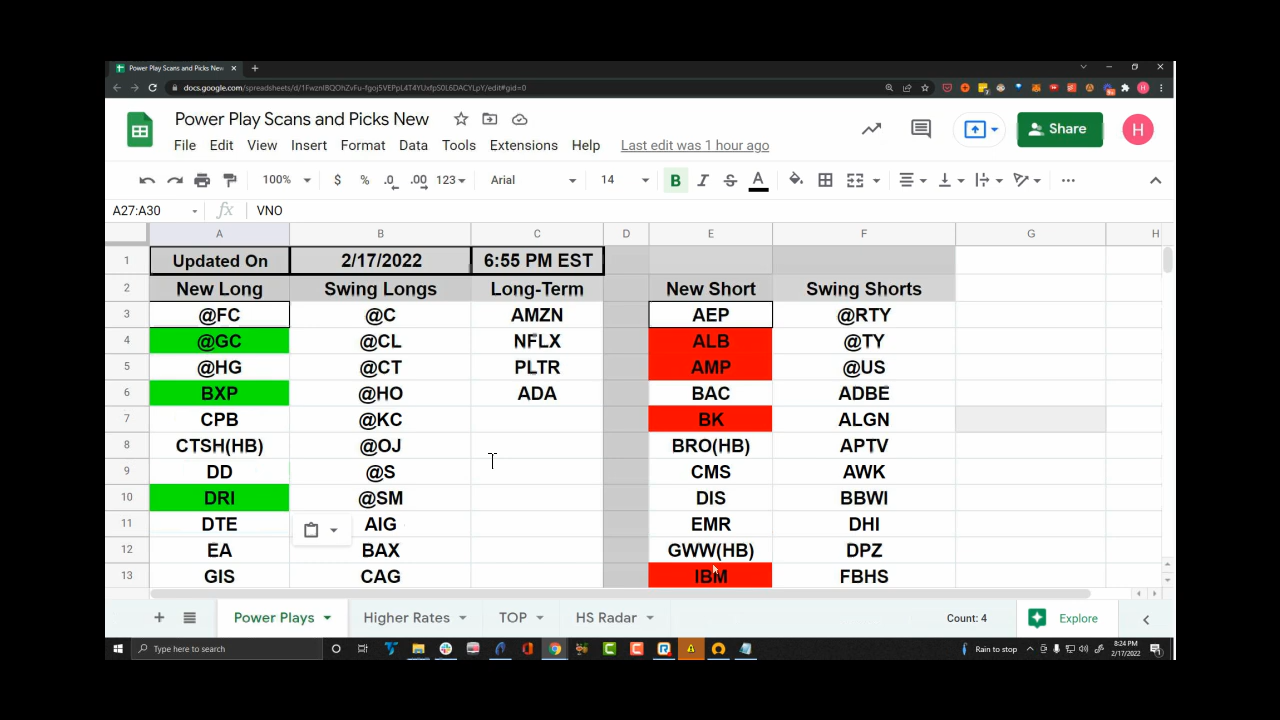 Power Play Scans and Picks New
Power Play Scans and Picks New
File Edit View Insert Format Data Tools Extensions Help Last edit was 1 hour ago
Share H
100% $ % .0 .00 123 Arial 14 B I S A
A27:A30 fx VNO
A B C D E F G H
1 Updated On 2/17/2022 6:55 PM EST
2 New Long Swing Longs Long-Term New Short Swing Shorts
3 @FC @C AMZN AEP @RTY
4 @GC @CL NFLX ALB @TY
5 @HG @CT PLTR AMP @US
6 BXP @HO ADA BAC ADBE
7 CPB @KC BK ALGN
8 CTSH(HB) @OJ BRO(HB) APTV
9 DD @S CMS AWK
10 DRI @SM DIS BBWI
11 DTE AIG EMR DHI
12 EA BAX GWW(HB) DPZ
13 GIS CAG IBM FBHS
Power Plays Higher Rates TOP HS Radar Count: 4 Explore
Type here to search Rain to stop 8:24 PM
2/17/2022